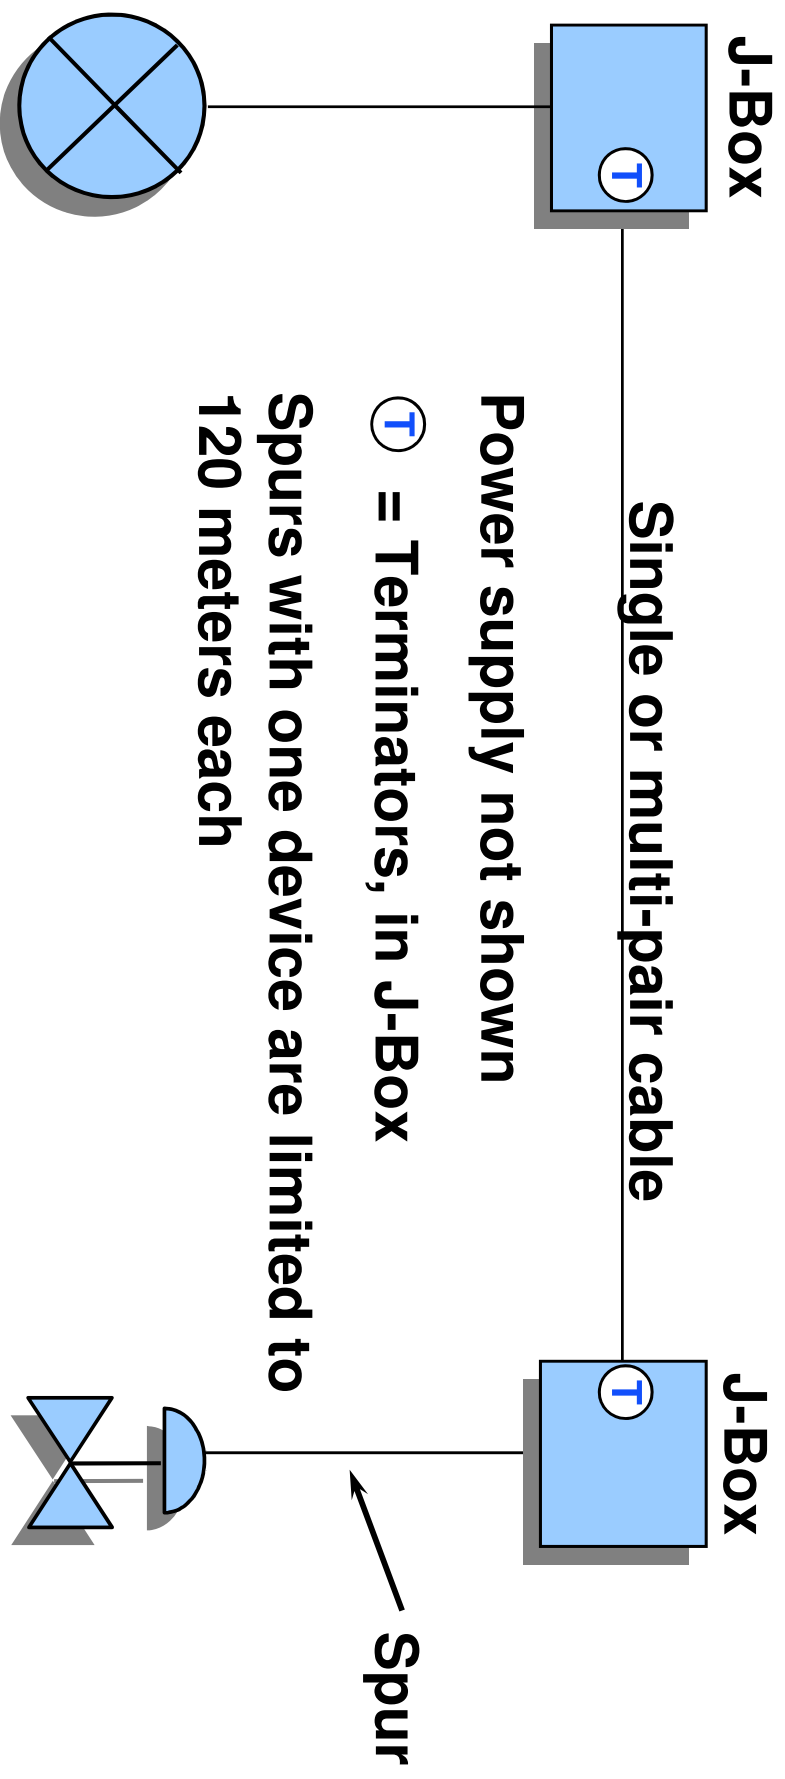 J-Box
J-Box
T
T
Single or multi-pair cable
Power supply not shown
T = Terminators, in J-Box
Spurs with one device are limited to
120 meters each
Spur